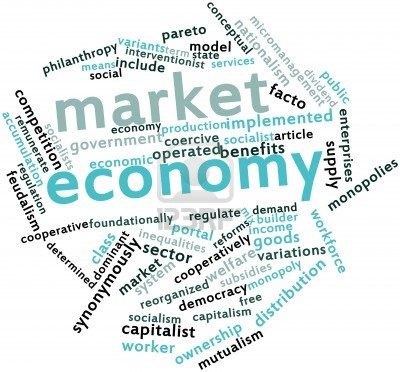 conceptual
micromanagement
nationalism
dividend
pareto
variants
term
state
model
interventionist
philanthropy
means
include
services
social
public
market
facto
enterprises
competition
socialists
accumulation
remunerate
regulation
feudalism
economy
production
implemented
government
coercive
socialist
article
economic
operated
benefits
supply
monopolies
economy
cooperative
foundationally
regulate
demand
builder
portal
reforms
income
goods
workforce
class
dominant
determined
synonymously
inequalities
sector
market
system
cooperatively
welfare
subsidies
variations
monopoly
distribution
reorganized
democracy
free
socialism
capitalism
capitalist
ownership
worker
mutualism